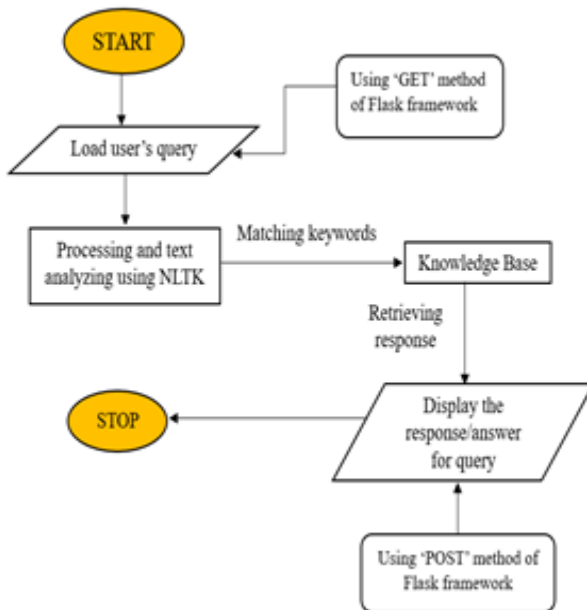 START
Using ‘GET’ method
of Flask framework
Load user’s query
Processing and text
analyzing using NLTK
Matching keywords
Knowledge Base
Retrieving
response
STOP
Display the
response/answer
for query
Using ‘POST’ method of
Flask framework